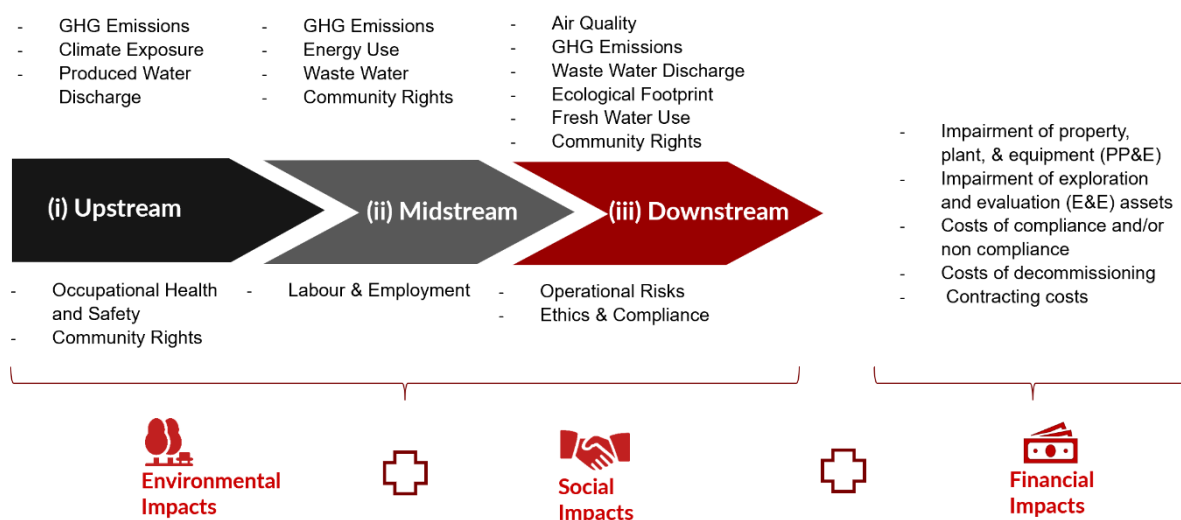 - GHG Emissions
- Climate Exposure
- Produced Water
Discharge
- GHG Emissions
- Energy Use
- Waste Water
- Community Rights
- Air Quality
- GHG Emissions
- Waste Water Discharge
- Ecological Footprint
- Fresh Water Use
- Community Rights
(i) Upstream
(ii) Midstream
(iii) Downstream
- Occupational Health
and Safety
- Community Rights
- Labour & Employment
- Operational Risks
- Ethics & Compliance
- Impairment of property,
plant, & equipment (PP&E)
- Impairment of exploration
and evaluation (E&E) assets
- Costs of compliance and/or
non compliance
- Costs of decommissioning
- Contracting costs
Environmental
Impacts
Social
Impacts
Financial
Impacts